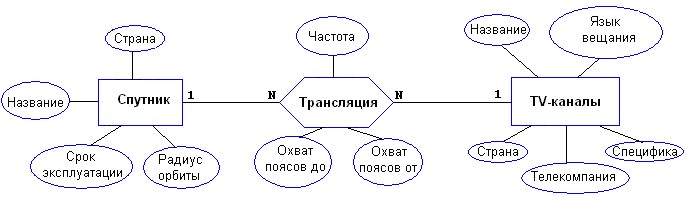 Страна
Название
Спутник
Срок
эксплуатации
Радиус
орбиты
1
N
Частота
Трансляция
Охват
поясов до
Охват
поясов от
N
1
Название
Язык
вещания
TV-каналы
Страна
Телекомпания
Специфика